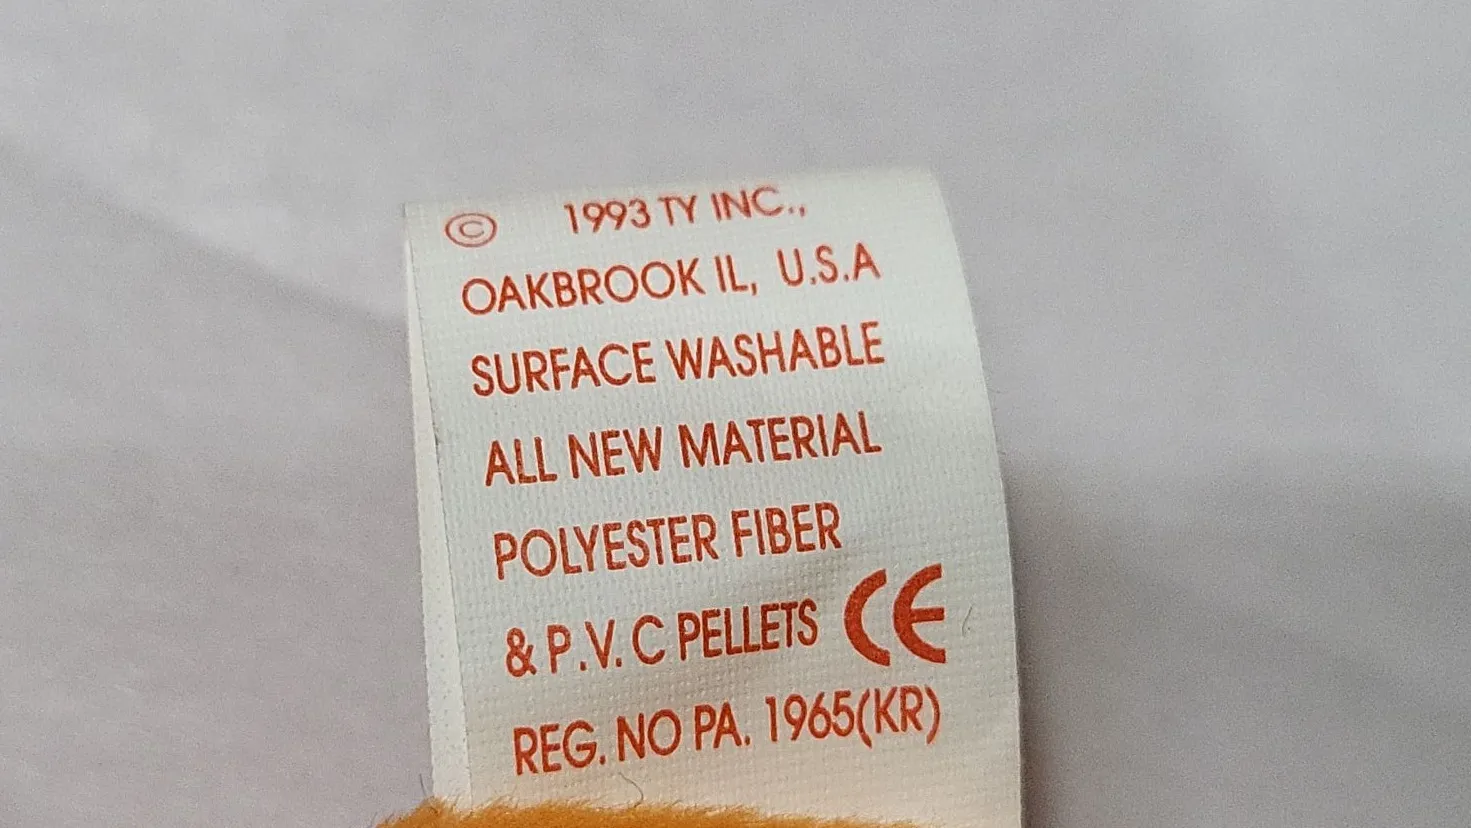 © 1993 TY INC.,
OAKBROOK IL, U.S.A
SURFACE WASHABLE
ALL NEW MATERIAL
POLYESTER FIBER
& P.V. C PELLETS CE
REG. NO PA. 1965(KR)